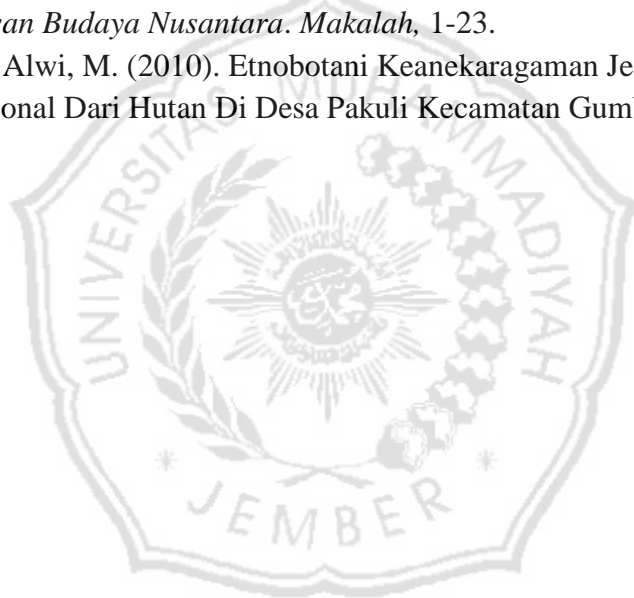 an Budaya Nusantara. Makalah, 1-23.
Alwi, M. (2010). Etnobotani Keanekaragaman Je
onal Dari Hutan Di Desa Pakuli Kecamatan Gum
UNIVERSITAS MUHAMMADIYAH
JEMBER